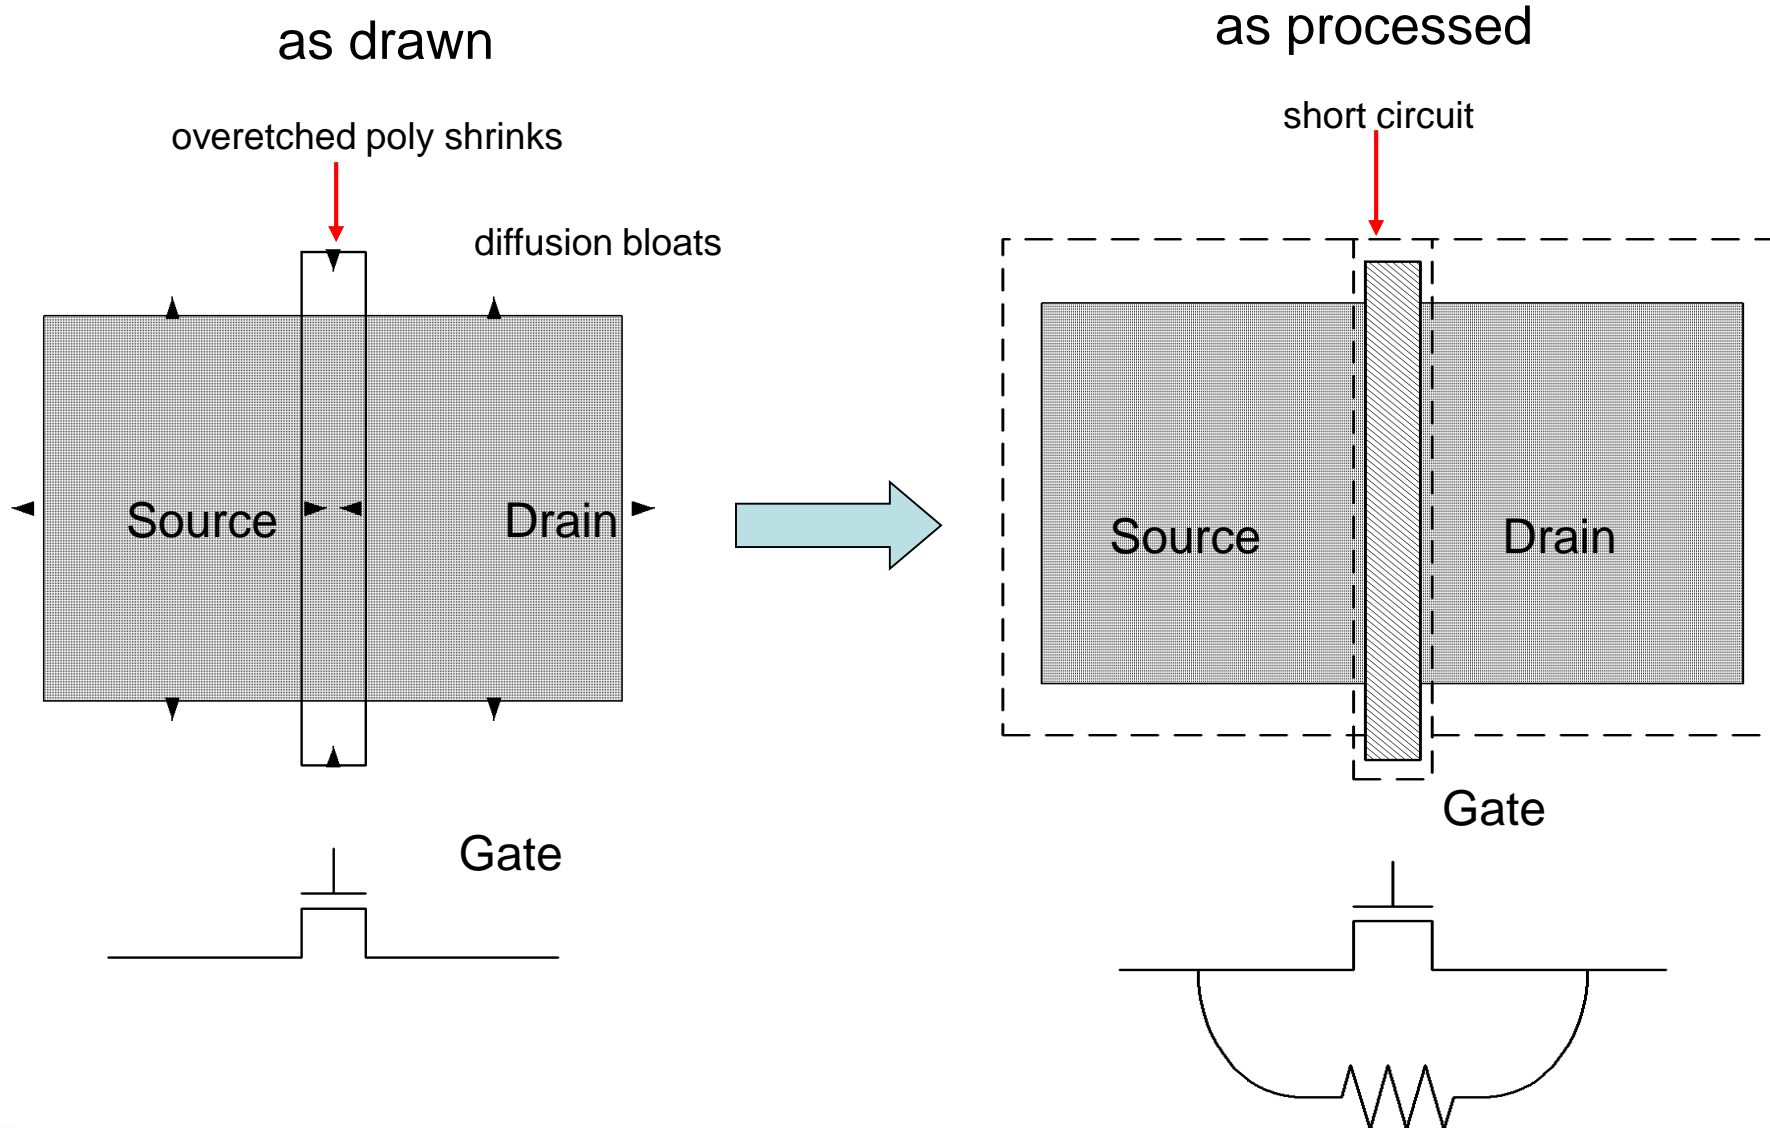 as drawn
overetched poly shrinks
diffusion bloats
Source
Drain
Gate
as processed
short circuit
Source
Drain
Gate